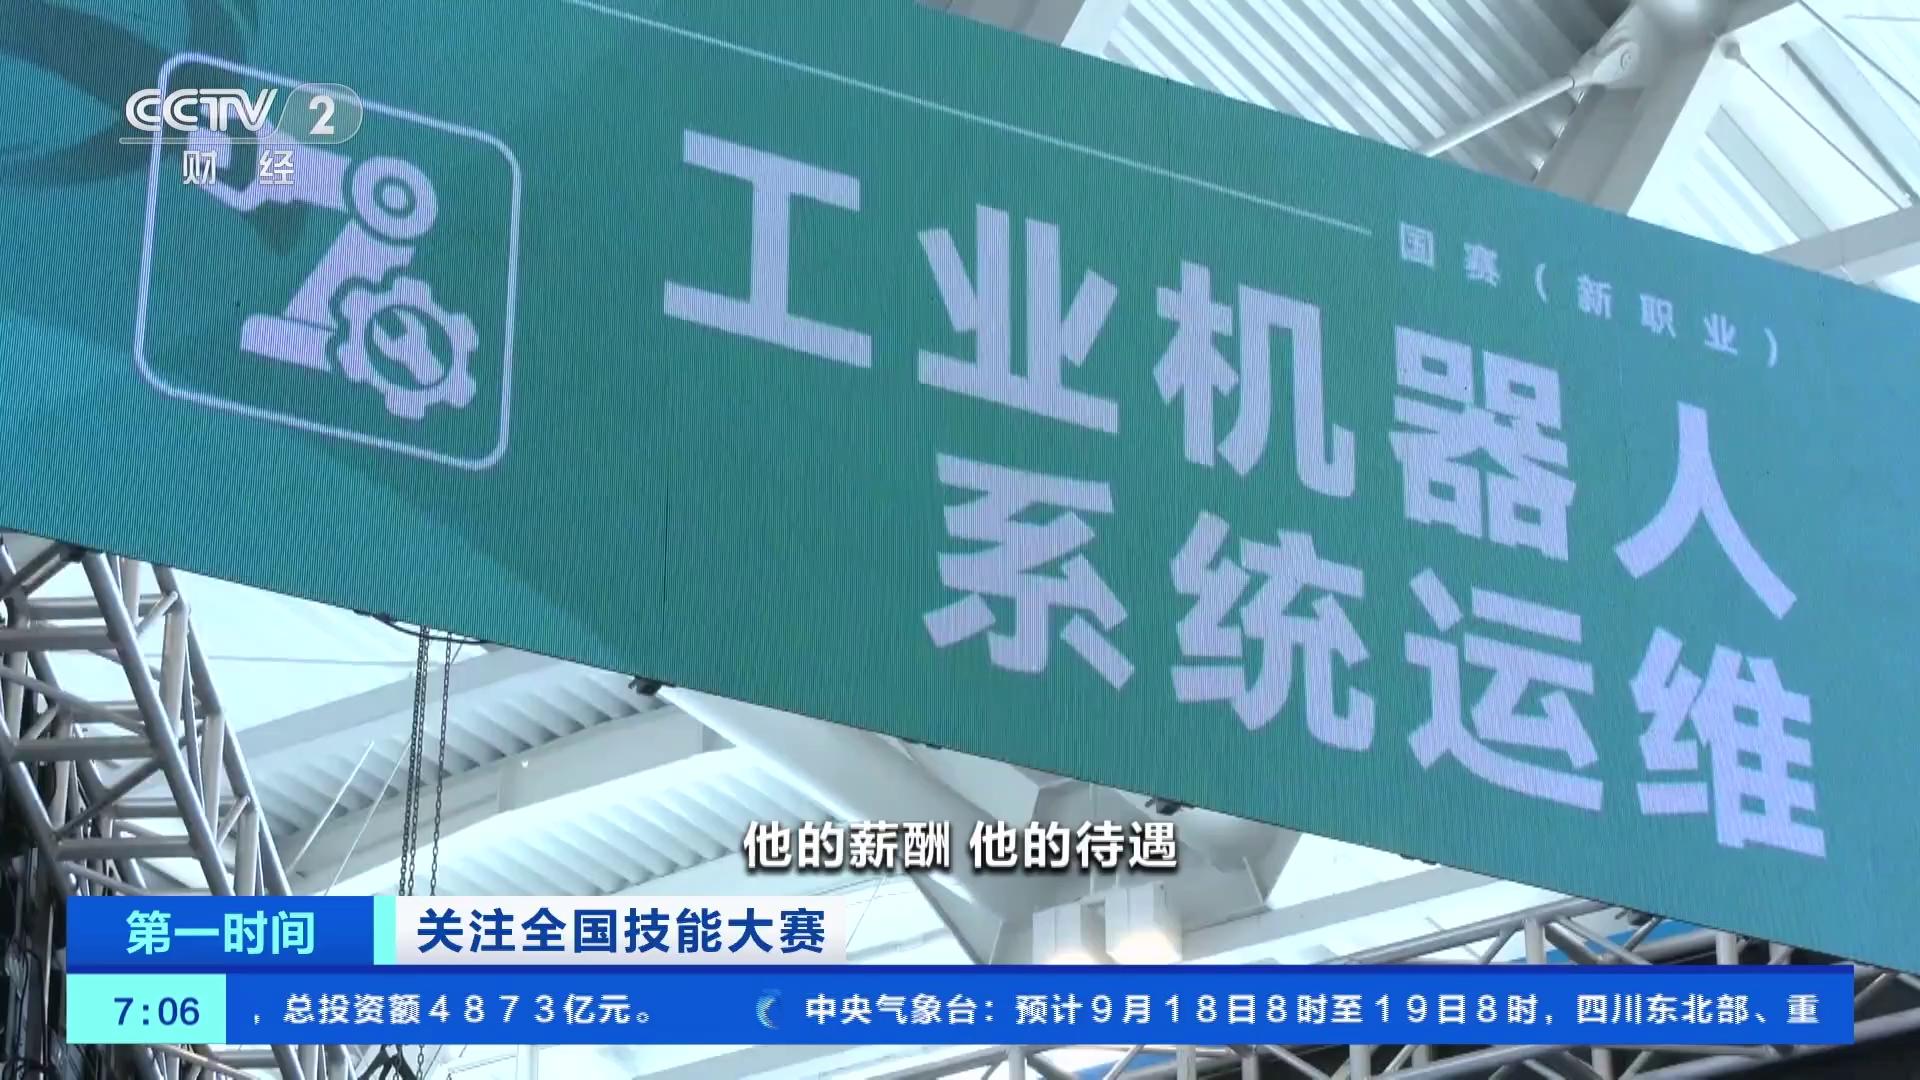 CCTV 2
财经
国赛（新职业）
工业机器人
系统运维
他的薪酬 他的待遇
第一时间
关注全国技能大赛
7:06
，总投资额4873亿元。 中央气象台：预计9月18日8时至19日8时，四川东北部、重